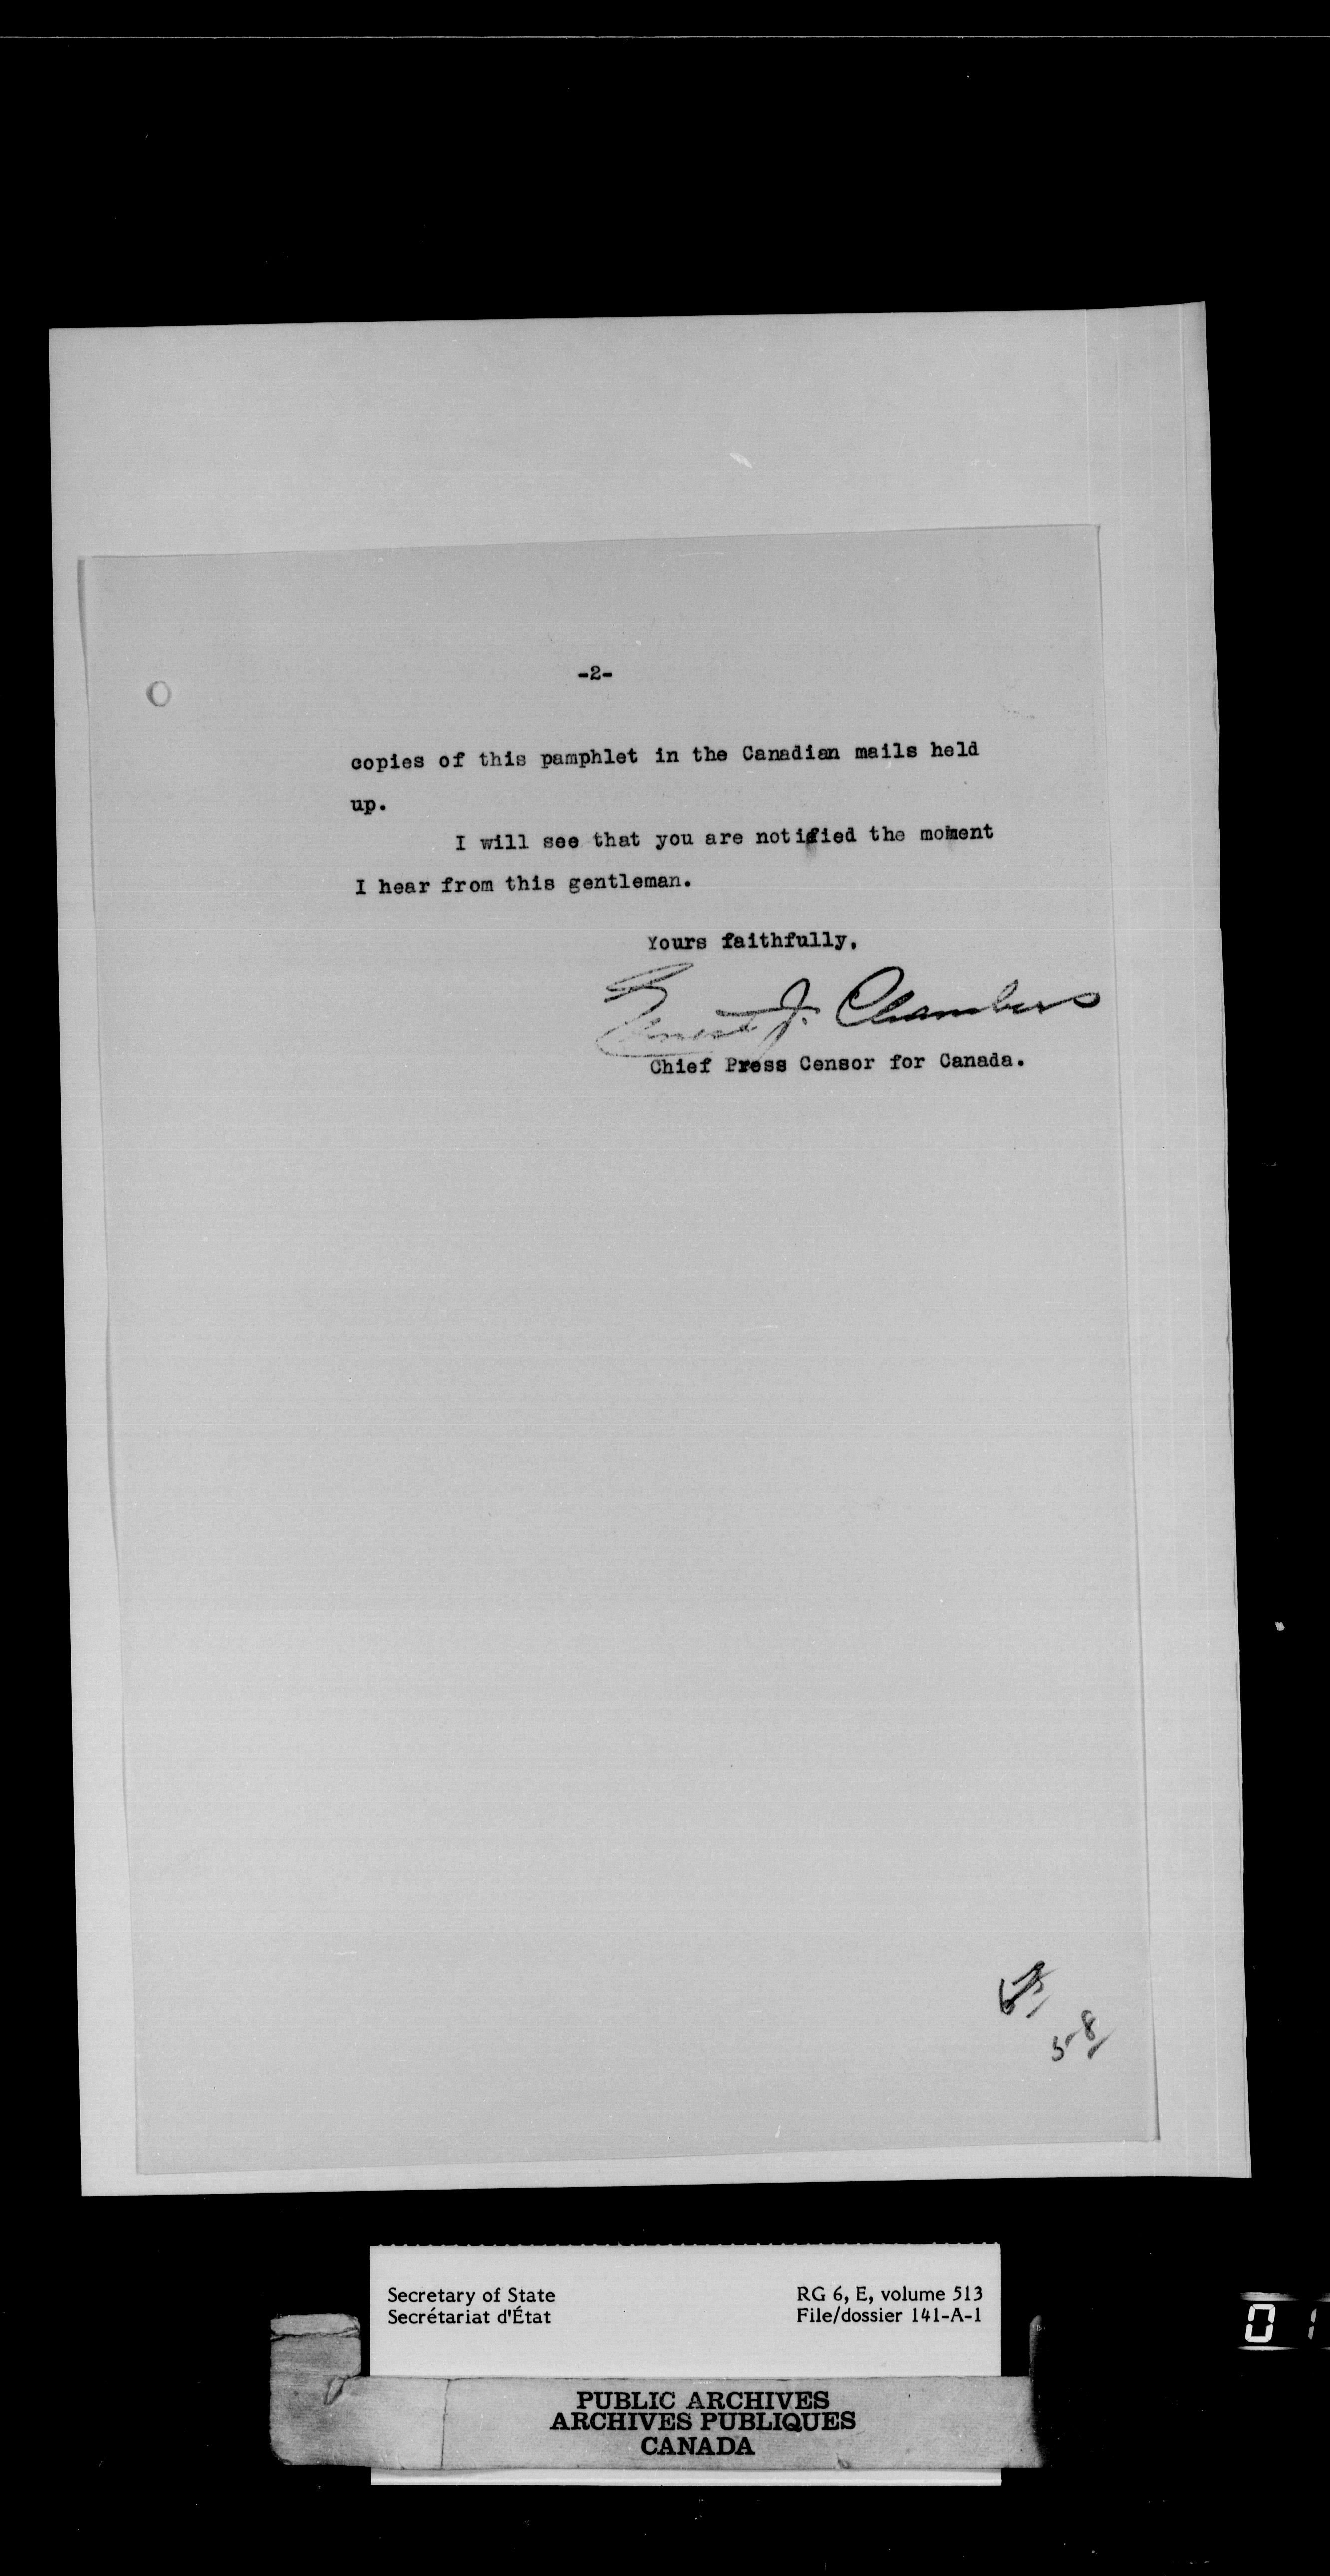 -2-
copies of this pamphlet in the Canadian mails held
up.
I will see that you are notified the moment
I hear from this gentleman.
Yours faithfully,
Ernest J. Chambers
Chief Press Censor for Canada.
58
Secretary of State
Secrétariat d'État
RG 6, E, volume 513
File/dossier 141-A-1
01
PUBLIC ARCHIVES
ARCHIVES PUBLIQUES
CANADA